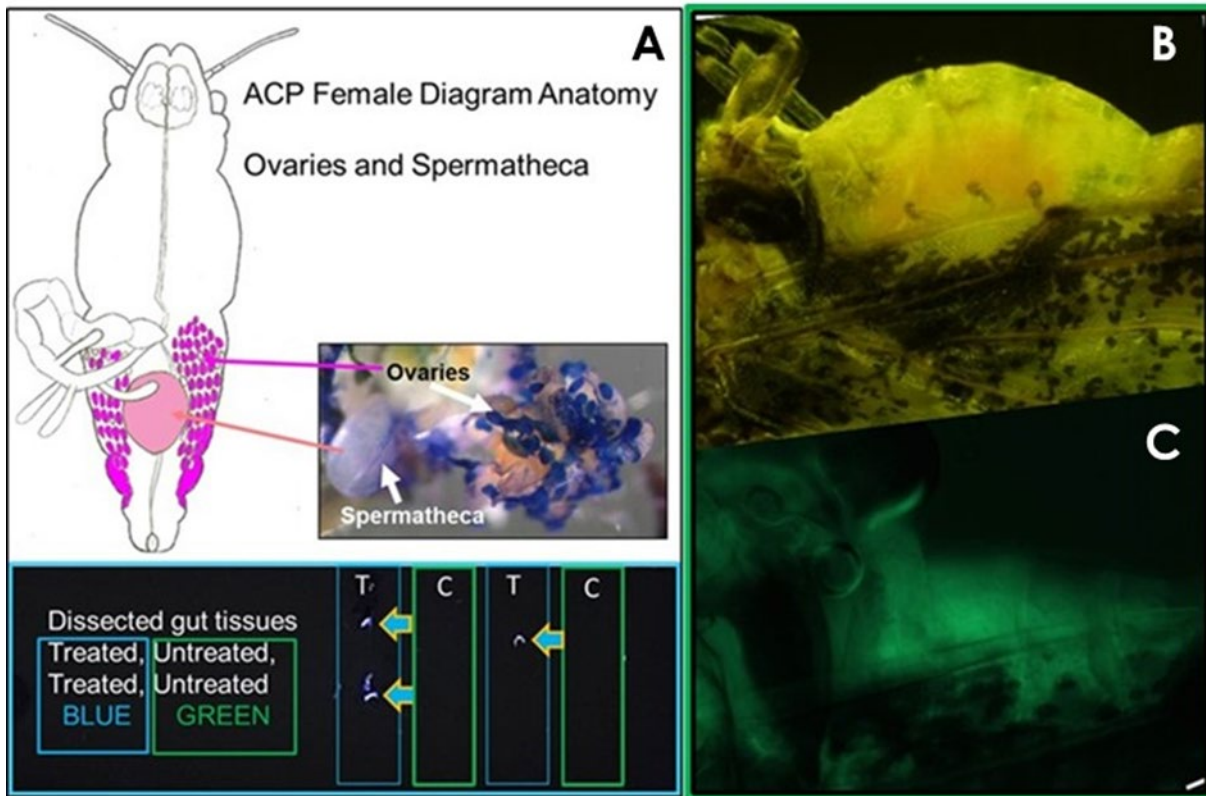 A
ACP Female Diagram Anatomy
Ovaries and Spermatheca
Ovaries
Spermatheca
T C T C
Dissected gut tissues
Treated, Untreated,
Treated, Untreated
BLUE GREEN
B
C